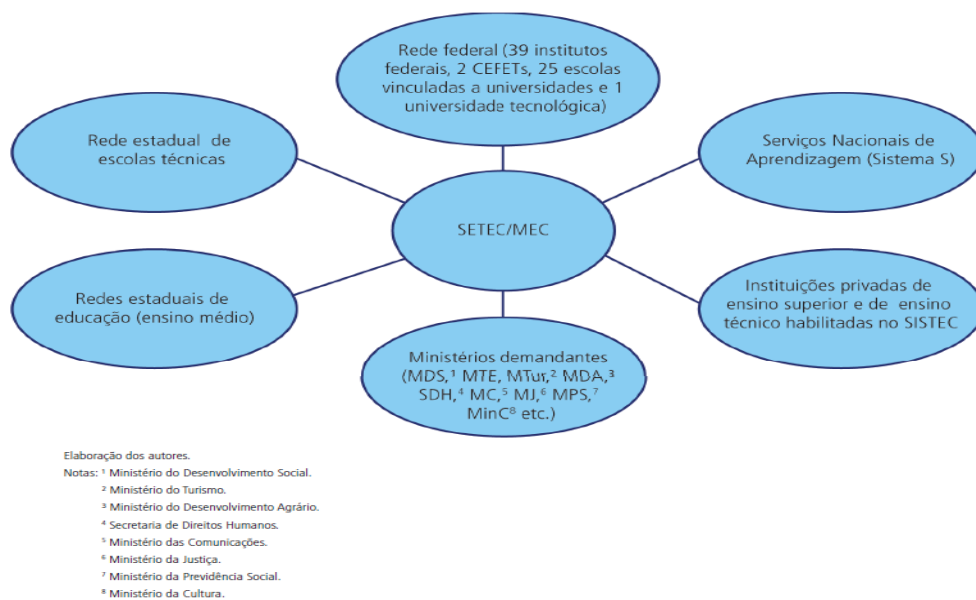 Rede federal (39 institutos
federais, 2 CEFETs, 25 escolas
vinculadas a universidades e 1
universidade tecnológica)
Rede estadual de
escolas técnicas
Serviços Nacionais de
Aprendizagem (Sistema S)
SETEC/MEC
Redes estaduais de
educação (ensino médio)
Instituições privadas de
ensino superior e de ensino
técnico habilitadas no SISTEC
Ministérios demandantes
(MDS,¹ MTE, MTur,² MDA,³
SDH,⁴ MC,⁵ MJ,⁶ MPS,⁷
MinC⁸ etc.)
Elaboração dos autores.
Notas: ¹ Ministério do Desenvolvimento Social.
² Ministério do Turismo.
³ Ministério do Desenvolvimento Agrário.
⁴ Secretaria de Direitos Humanos.
⁵ Ministério das Comunicações.
⁶ Ministério da Justiça.
⁷ Ministério da Previdência Social.
⁸ Ministério da Cultura.